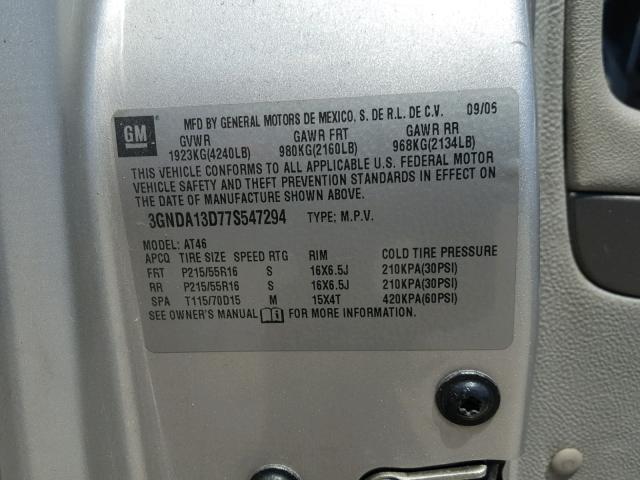 GM
MFD BY GENERAL MOTORS DE MEXICO, S. DE R.L. DE C.V. 09/06
GVWR GAWR FRT GAWR RR
1923KG(4240LB) 980KG(2160LB) 968KG(2134LB)
THIS VEHICLE CONFORMS TO ALL APPLICABLE U.S. FEDERAL MOTOR
VEHICLE SAFETY AND THEFT PREVENTION STANDARDS IN EFFECT ON
THE DATE OF MANUFACTURE SHOWN ABOVE.
3GNDA13D77S547294 TYPE: M.P.V.
MODEL: AT46
APCQ TIRE SIZE SPEED RTG RIM COLD TIRE PRESSURE
FRT P215/55R16 S 16X6.5J 210KPA(30PSI)
RR P215/55R16 S 16X6.5J 210KPA(30PSI)
SPA T115/70D15 M 15X4T 420KPA(60PSI)
SEE OWNER'S MANUAL FOR MORE INFORMATION.